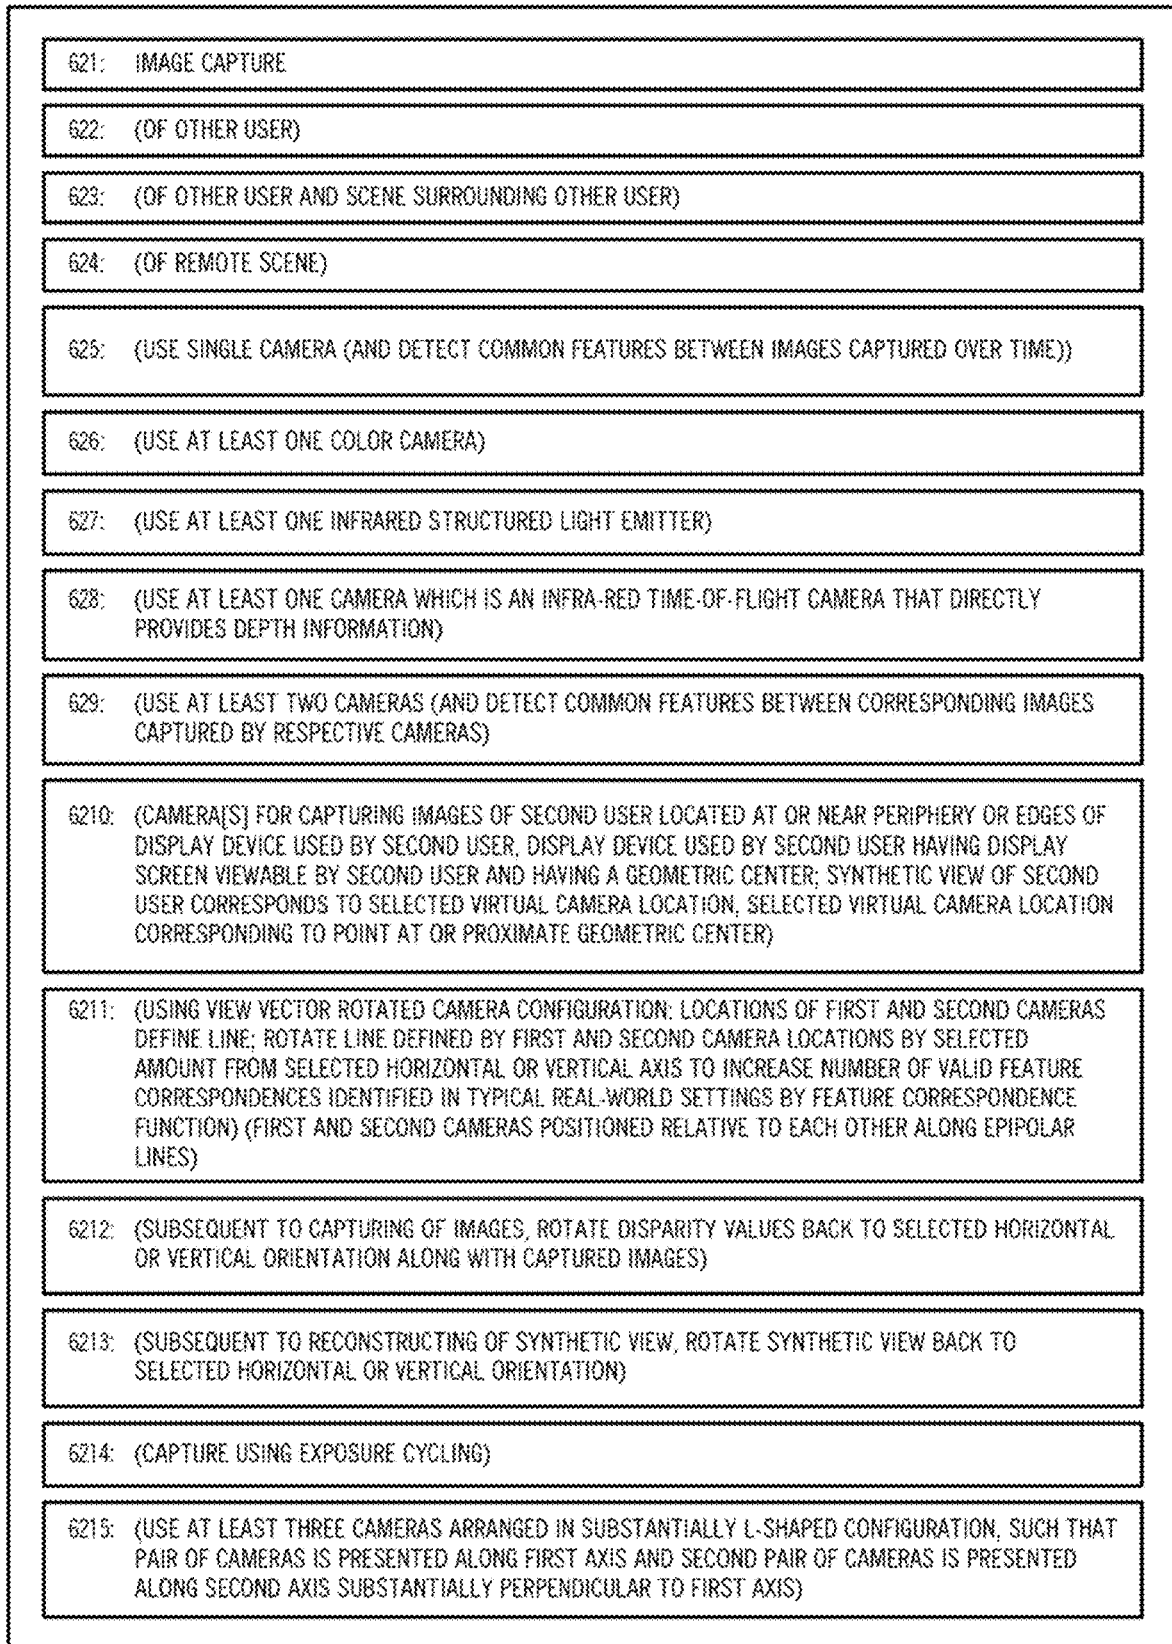 621: IMAGE CAPTURE
622: (OF OTHER USER)
623: (OF OTHER USER AND SCENE SURROUNDING OTHER USER)
624: (OF REMOTE SCENE)
625: (USE SINGLE CAMERA (AND DETECT COMMON FEATURES BETWEEN IMAGES CAPTURED OVER TIME))
626: (USE AT LEAST ONE COLOR CAMERA)
627: (USE AT LEAST ONE INFRARED STRUCTURED LIGHT EMITTER)
628: (USE AT LEAST ONE CAMERA WHICH IS AN INFRA-RED TIME-OF-FLIGHT CAMERA THAT DIRECTLY
PROVIDES DEPTH INFORMATION)
629: (USE AT LEAST TWO CAMERAS (AND DETECT COMMON FEATURES BETWEEN CORRESPONDING IMAGES
CAPTURED BY RESPECTIVE CAMERAS)
6210: (CAMERA[S] FOR CAPTURING IMAGES OF SECOND USER LOCATED AT OR NEAR PERIPHERY OR EDGES OF
DISPLAY DEVICE USED BY SECOND USER, DISPLAY DEVICE USED BY SECOND USER HAVING DISPLAY
SCREEN VIEWABLE BY SECOND USER AND HAVING A GEOMETRIC CENTER; SYNTHETIC VIEW OF SECOND
USER CORRESPONDS TO SELECTED VIRTUAL CAMERA LOCATION, SELECTED VIRTUAL CAMERA LOCATION
CORRESPONDING TO POINT AT OR PROXIMATE GEOMETRIC CENTER)
6211: (USING VIEW VECTOR ROTATED CAMERA CONFIGURATION: LOCATIONS OF FIRST AND SECOND CAMERAS
DEFINE LINE; ROTATE LINE DEFINED BY FIRST AND SECOND CAMERA LOCATIONS BY SELECTED
AMOUNT FROM SELECTED HORIZONTAL OR VERTICAL AXIS TO INCREASE NUMBER OF VALID FEATURE
CORRESPONDENCES IDENTIFIED IN TYPICAL REAL-WORLD SETTINGS BY FEATURE CORRESPONDENCE
FUNCTION) (FIRST AND SECOND CAMERAS POSITIONED RELATIVE TO EACH OTHER ALONG EPIPOLAR
LINES)
6212: (SUBSEQUENT TO CAPTURING OF IMAGES, ROTATE DISPARITY VALUES BACK TO SELECTED HORIZONTAL
OR VERTICAL ORIENTATION ALONG WITH CAPTURED IMAGES)
6213: (SUBSEQUENT TO RECONSTRUCTING OF SYNTHETIC VIEW, ROTATE SYNTHETIC VIEW BACK TO
SELECTED HORIZONTAL OR VERTICAL ORIENTATION)
6214: (CAPTURE USING EXPOSURE CYCLING)
6215: (USE AT LEAST THREE CAMERAS ARRANGED IN SUBSTANTIALLY L-SHAPED CONFIGURATION, SUCH THAT
PAIR OF CAMERAS IS PRESENTED ALONG FIRST AXIS AND SECOND PAIR OF CAMERAS IS PRESENTED
ALONG SECOND AXIS SUBSTANTIALLY PERPENDICULAR TO FIRST AXIS)